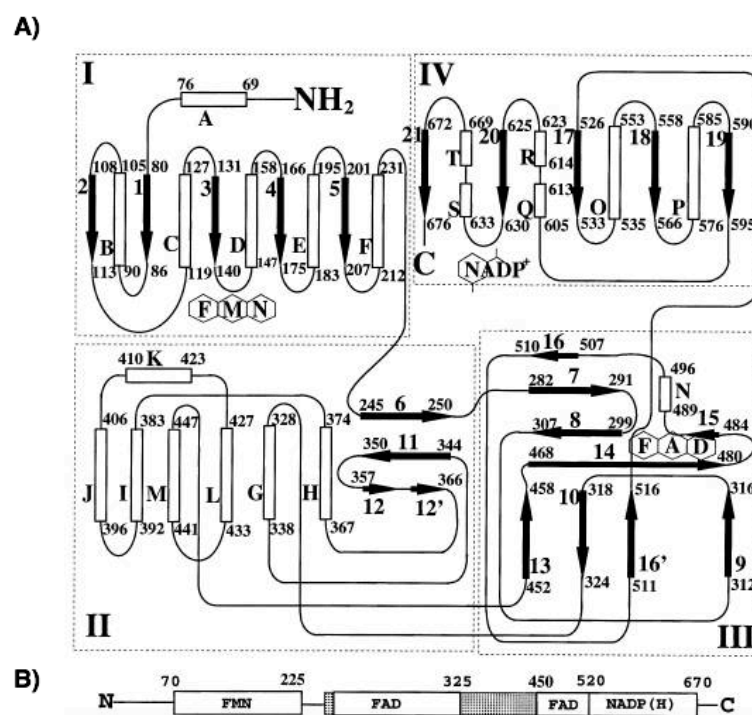 A)
I
IV
76 69
NH₂
A
108 105 80 127 131 158 166 195 201 231
2 1 3 4 5
B C D E F
113 90 86 119 140 147 175 183 207 212
F M N
21 672 669 20 625 623 17 526 553 18 558 585 19 590
T R 614
S Q 613 O P
676 633 630 605 533 535 566 576 595
C NADP⁺
410 K 423
406 383 447 427 328 374
J I M L G H
396 392 441 433 338 367
245 6 250
350 11 344
357 366
12 12'
II
510 16 507
282 7 291
496
N
489
307 8 299
15 484
F A D
468 14 480
458 10 318 516 316
13 16' 9
452 324 511 312
III
B)
70 225 325 450 520 670
N FMN FAD FAD NADP(H) C